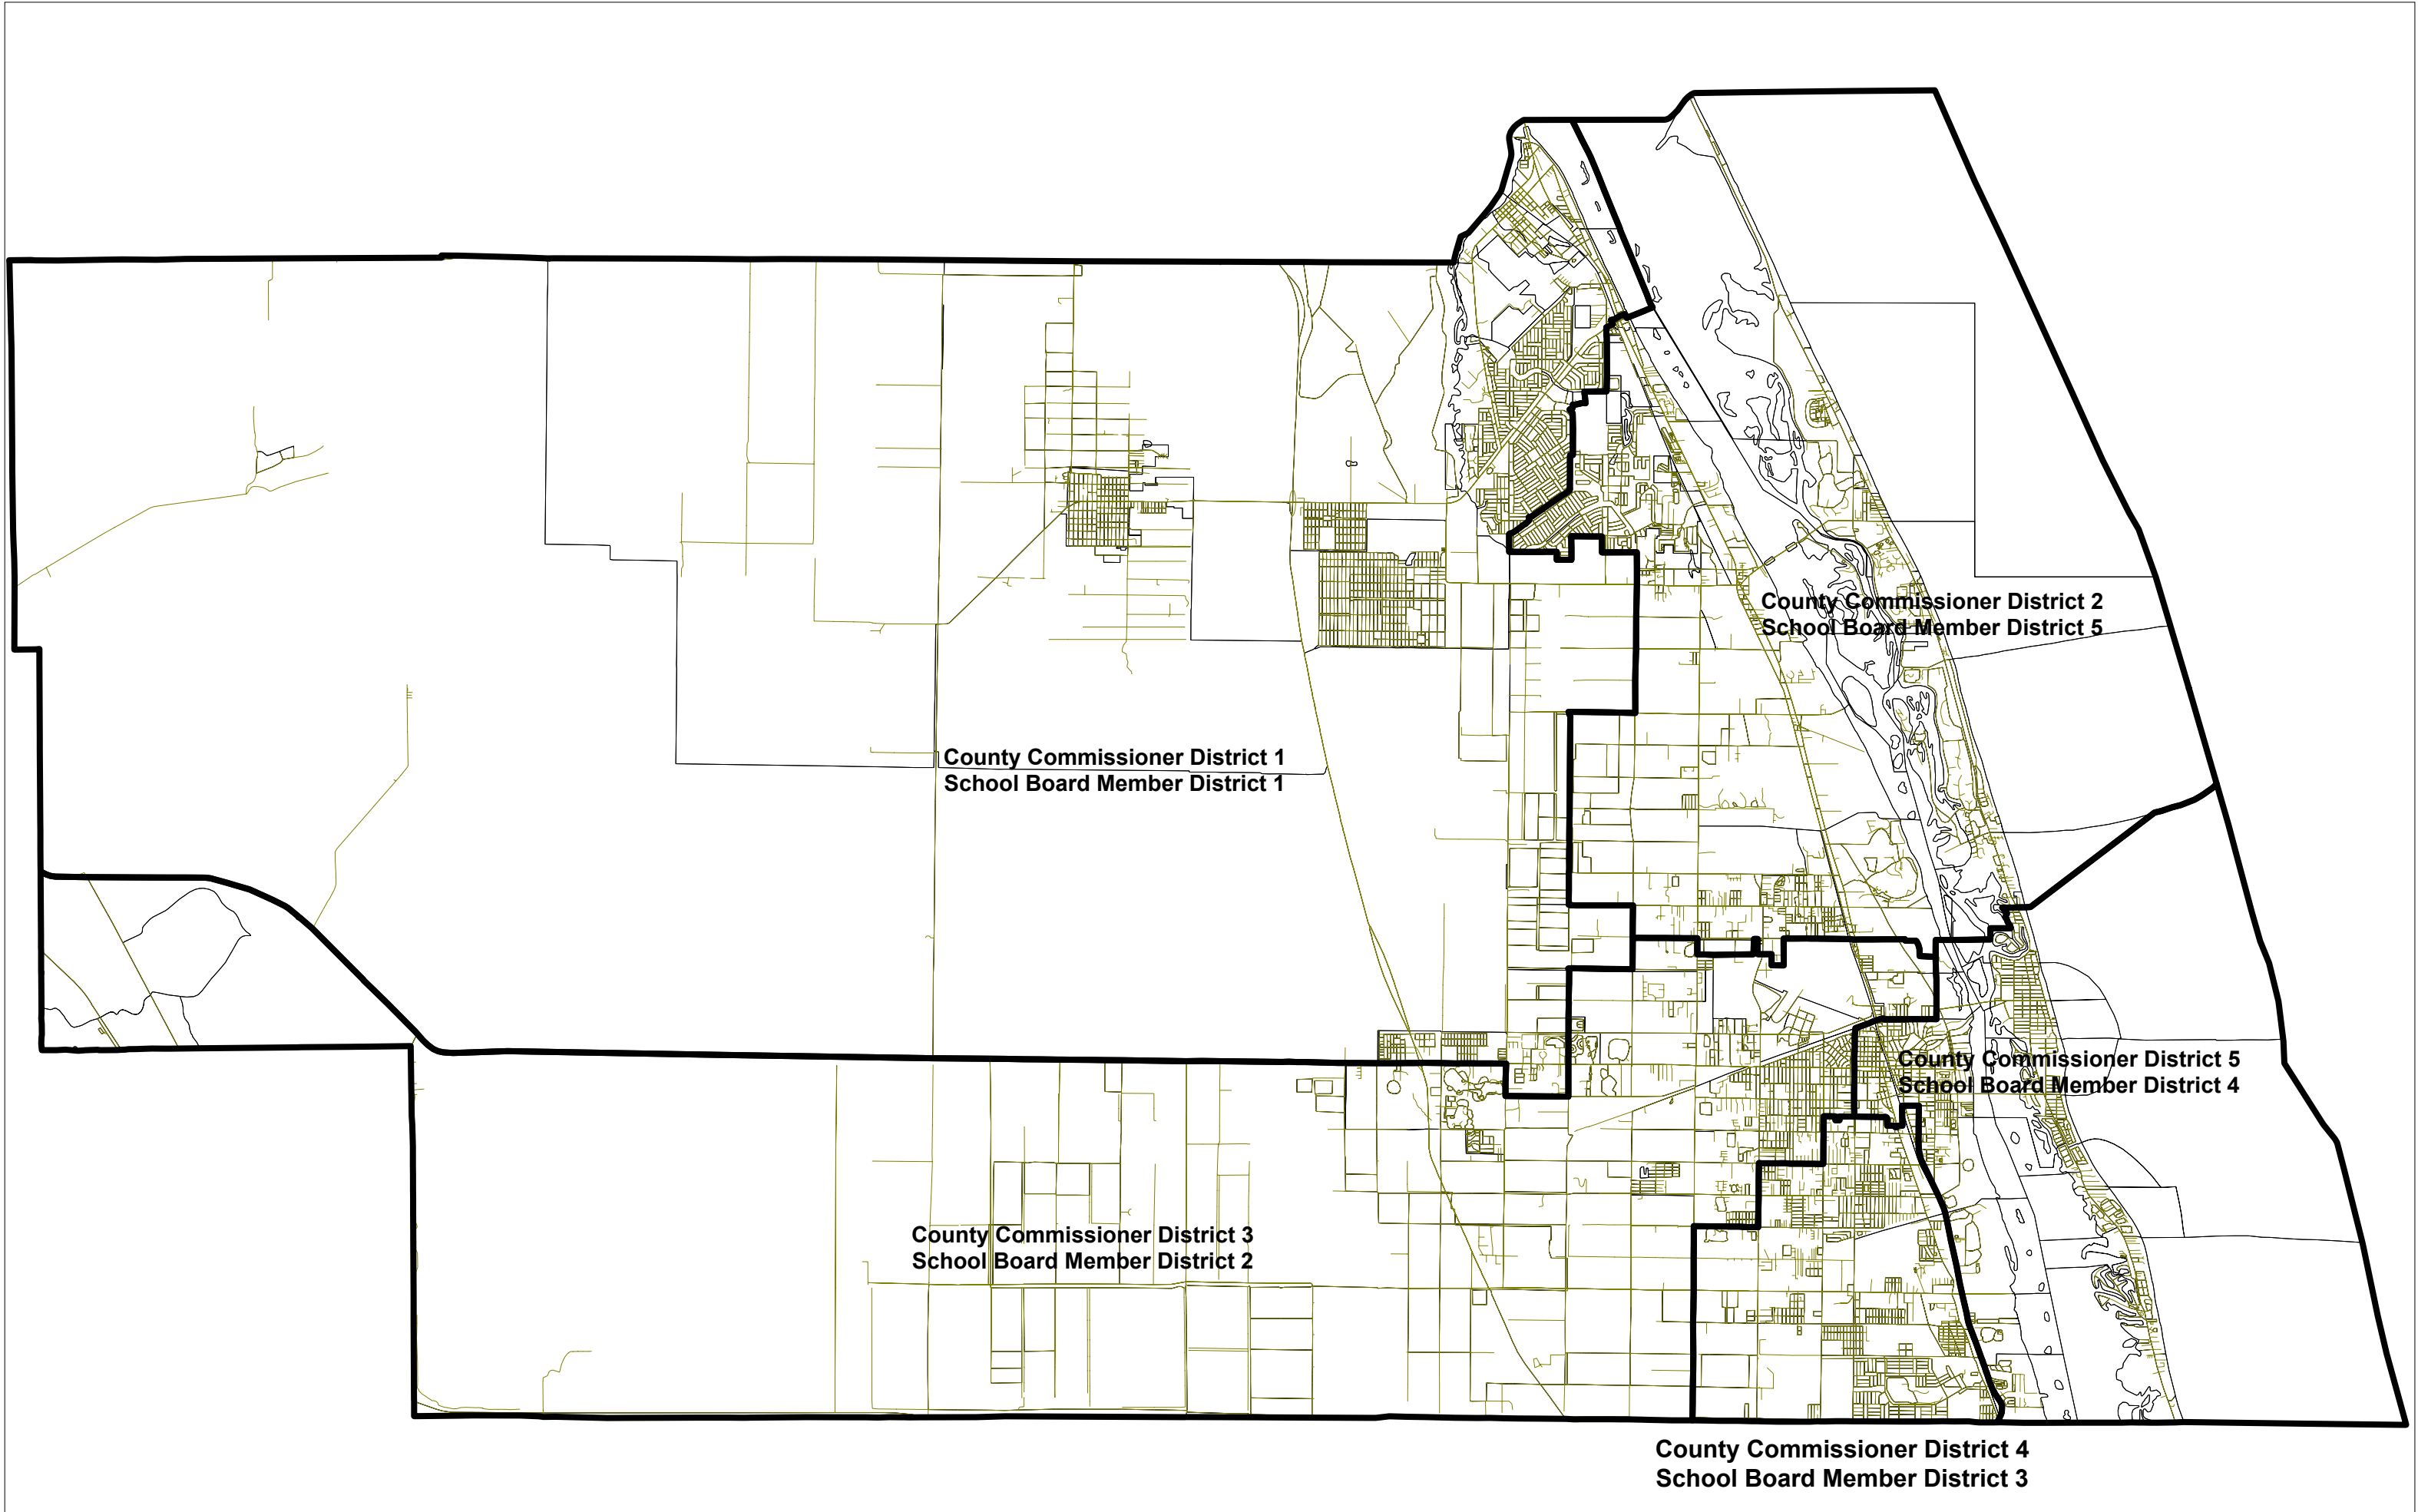 County Commissioner District 2
School Board Member District 5
County Commissioner District 1
School Board Member District 1
County Commissioner District 5
School Board Member District 4
County Commissioner District 3
School Board Member District 2
County Commissioner District 4
School Board Member District 3